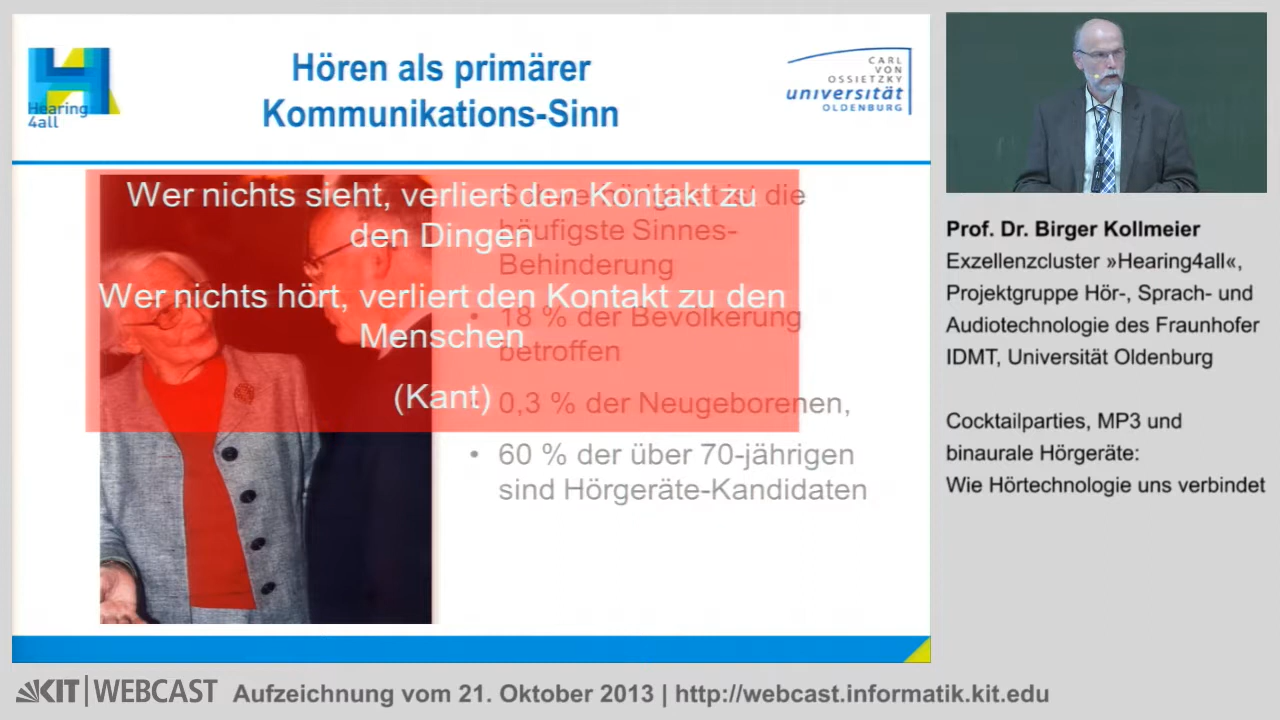 Hearing
4all
Hören als primärer
Kommunikations-Sinn
CARL
VON
OSSIETZKY
universität
OLDENBURG
Wer nichts sieht, verliert den Kontakt zu
den Dingen
Wer nichts hört, verliert den Kontakt zu den
Menschen
(Kant)
ist die
häufigste Sinnes-
Behinderung
• 18 % der Bevölkerung
betroffen
0,3 % der Neugeborenen,
• 60 % der über 70-jährigen
sind Hörgeräte-Kandidaten
Prof. Dr. Birger Kollmeier
Exzellenzcluster »Hearing4all«,
Projektgruppe Hör-, Sprach- und
Audiotechnologie des Fraunhofer
IDMT, Universität Oldenburg
Cocktailparties, MP3 und
binaurale Hörgeräte:
Wie Hörtechnologie uns verbindet
KIT | WEBCAST Aufzeichnung vom 21. Oktober 2013 | http://webcast.informatik.kit.edu